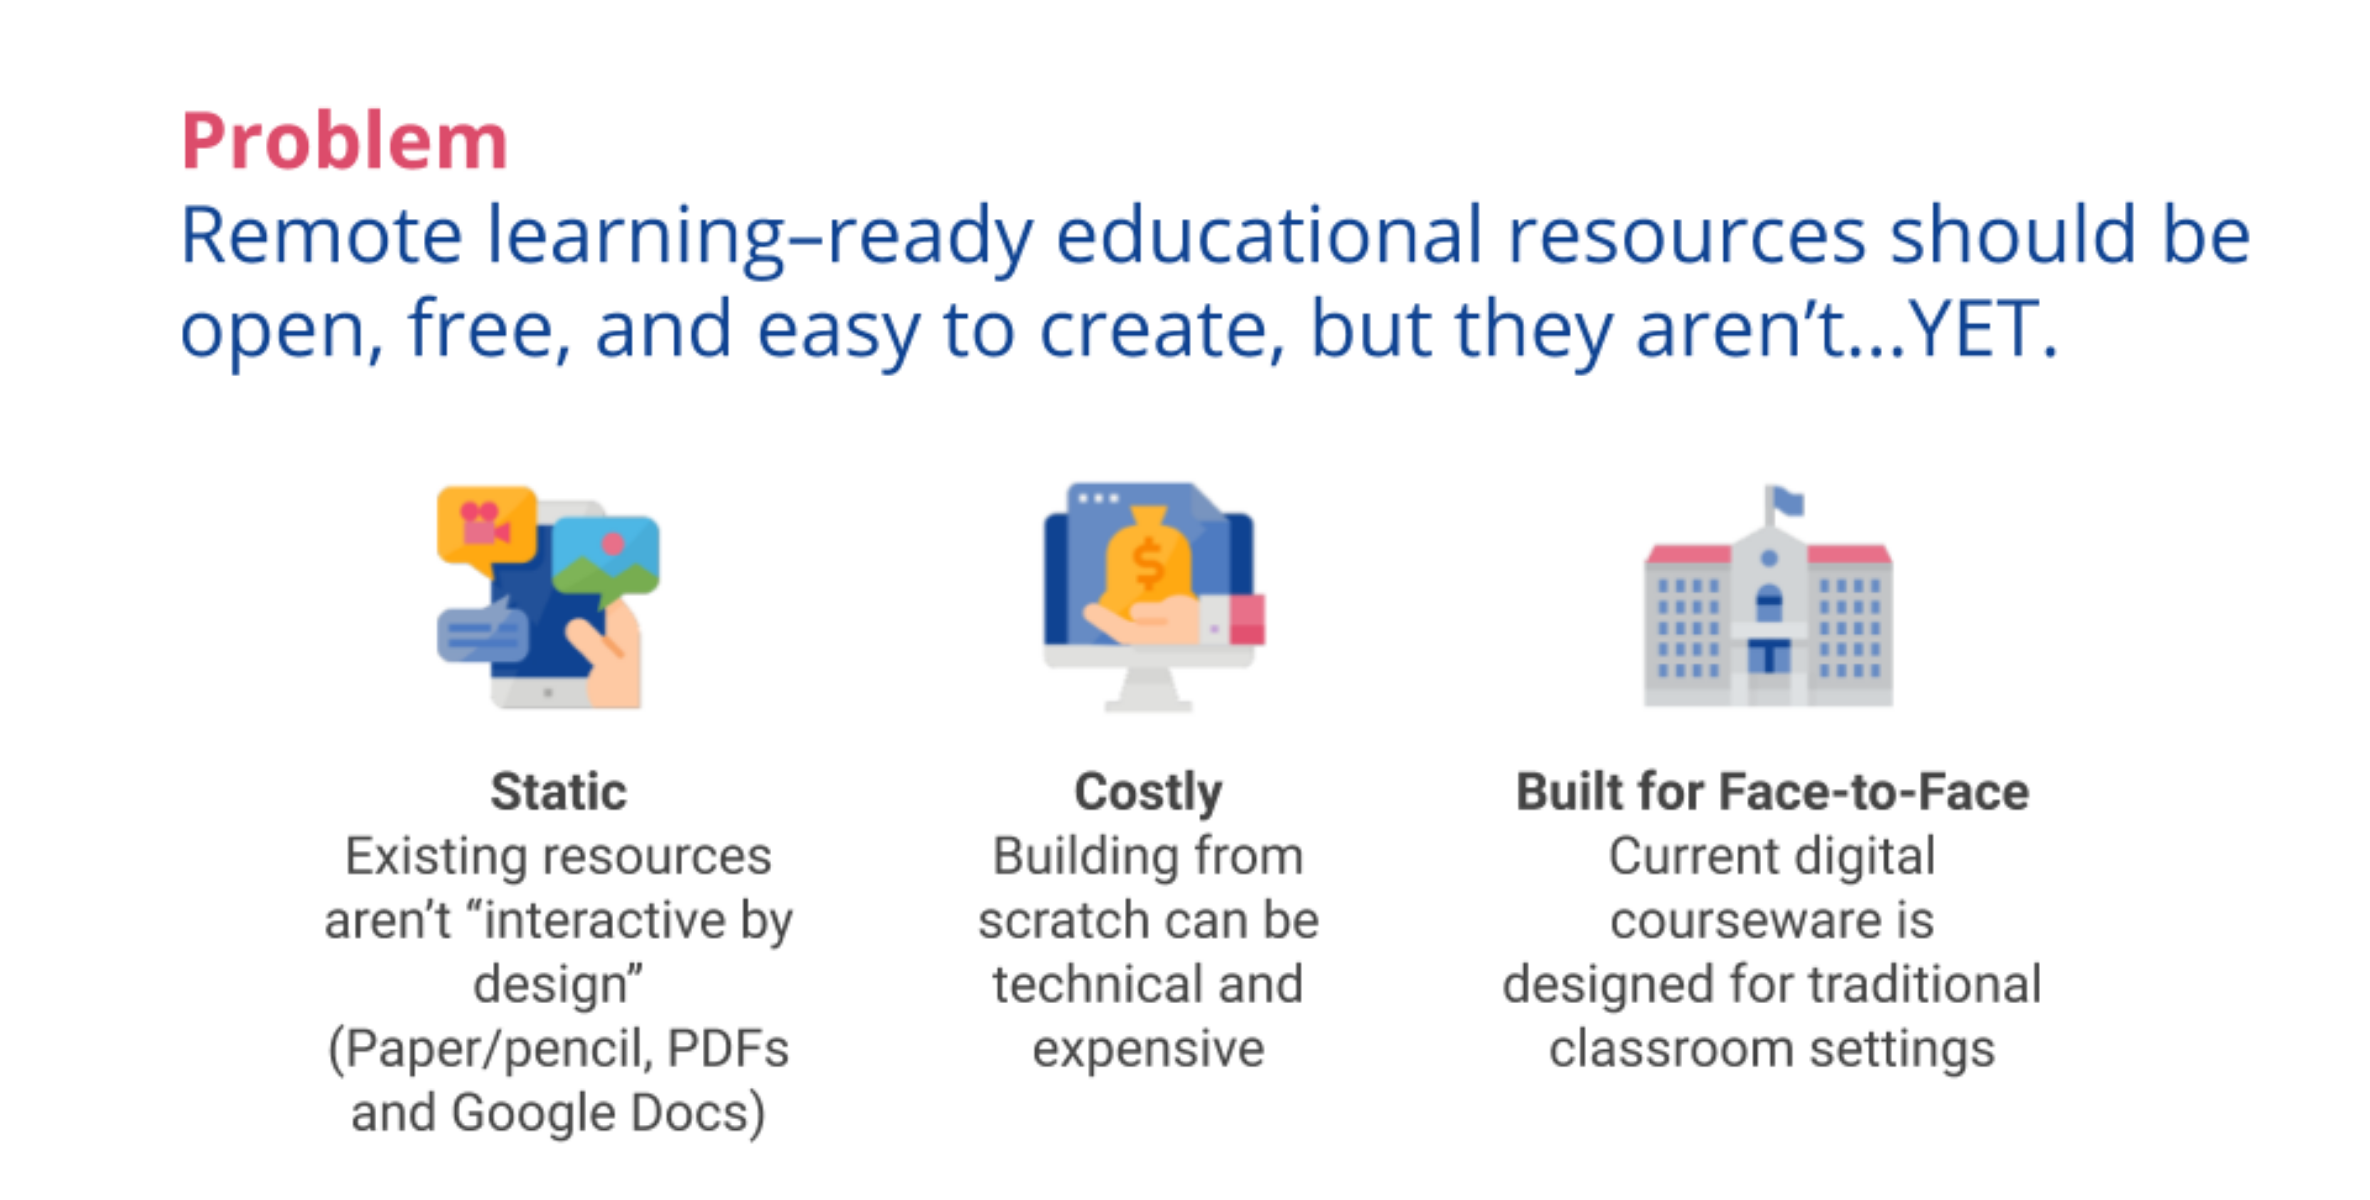 Problem
Remote learning–ready educational resources should be
open, free, and easy to create, but they aren’t...YET.
$
Static
Existing resources
aren’t “interactive by
design”
(Paper/pencil, PDFs
and Google Docs)
Costly
Building from
scratch can be
technical and
expensive
Built for Face-to-Face
Current digital
courseware is
designed for traditional
classroom settings